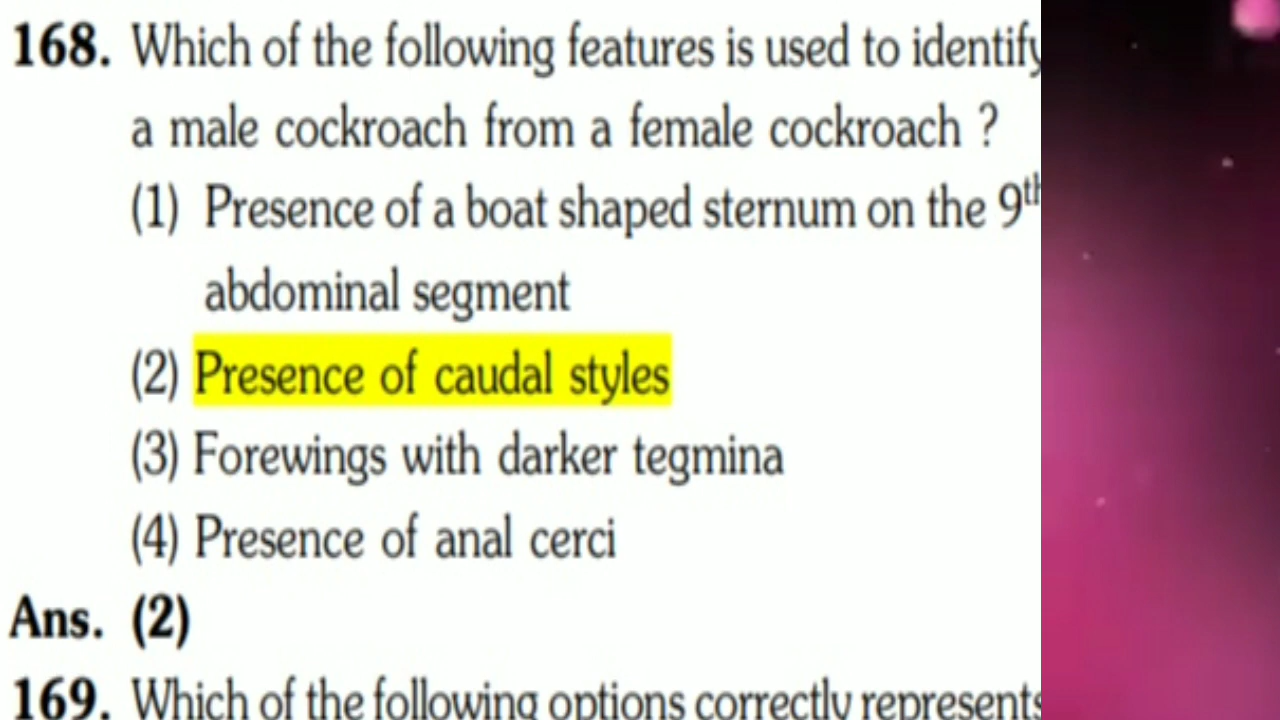 168. Which of the following features is used to identify
a male cockroach from a female cockroach ?
(1) Presence of a boat shaped sternum on the 9th
abdominal segment
(2) Presence of caudal styles
(3) Forewings with darker tegmina
(4) Presence of anal cerci
Ans. (2)
169. Which of the following options correctly represents